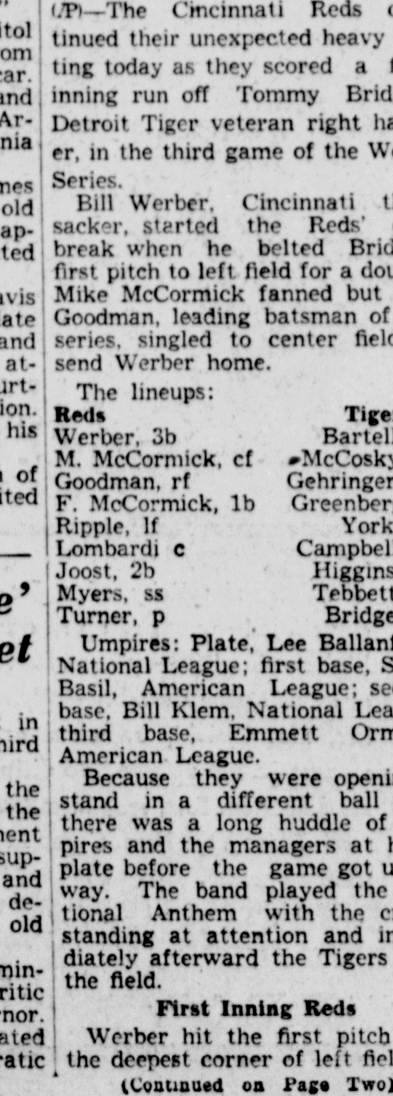 itol
om
car.
and
Ar-
nia
nes
old
ap-
ted
avis
ate
and
at-
urt-
ion.
his
of
ited
e’
et
in
hird
the
the
ment
sup-
and
de-
old
min-
ritic
nor.
ated
ratic
(/P)—The Cincinnati Reds
tinued their unexpected heavy
ting today as they scored a
inning run off Tommy Brid
Detroit Tiger veteran right ha
er, in the third game of the W
Series.
Bill Werber, Cincinnati t
sacker, started the Reds’
break when he belted Brid
first pitch to left field for a dou
Mike McCormick fanned but
Goodman, leading batsman of
series, singled to center field
send Werber home.
The lineups:
Reds Tige
Werber, 3b Bartel
M. McCormick, cf McCosky
Goodman, rf Gehringer
F. McCormick, 1b Greenber
Ripple, lf York
Lombardi c Campbel
Joost, 2b Higgins
Myers, ss Tebbett
Turner, p Bridge
Umpires: Plate, Lee Ballanf
National League; first base, S
Basil, American League; se
base, Bill Klem, National Lea
third base, Emmett Orm
American League.
Because they were openi
stand in a different ball
there was a long huddle of
pires and the managers at h
plate before the game got u
way. The band played the
tional Anthem with the c
standing at attention and i
diately afterward the Tigers
the field.
First Inning Reds
Werber hit the first pitch
the deepest corner of left fiel
(Continued on Page Two)